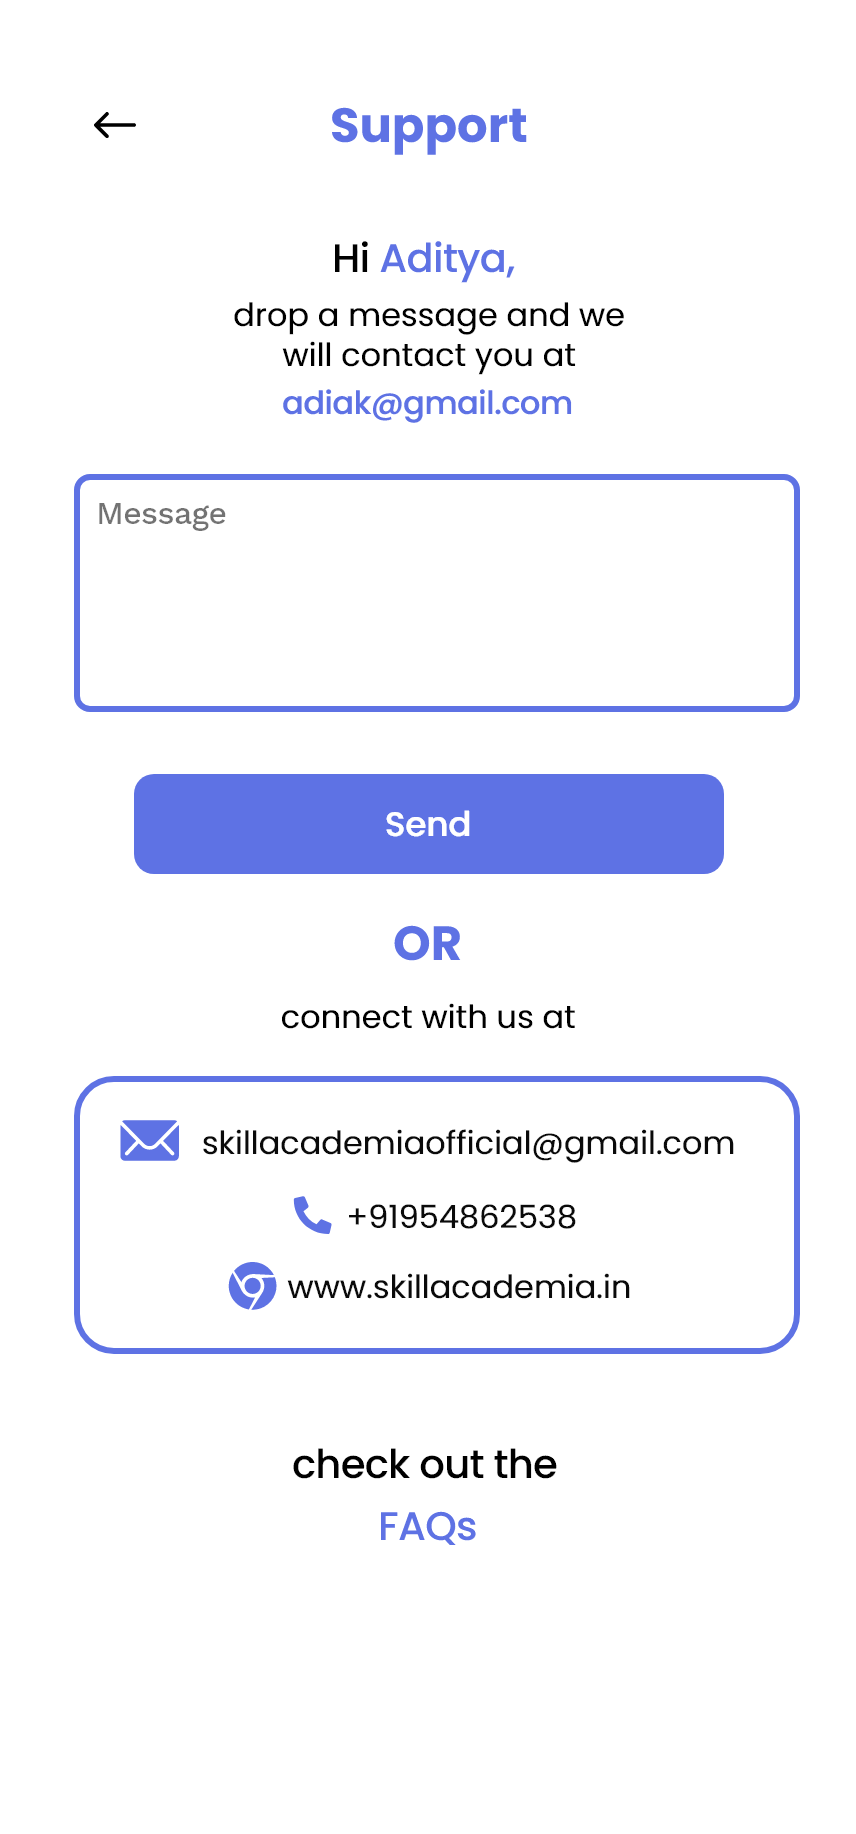 Support
Hi Aditya,
drop a message and we
will contact you at
adiak@gmail.com
Message
Send
OR
connect with us at
skillacademiaofficial@gmail.com
+91954862538
www.skillacademia.in
check out the
FAQs